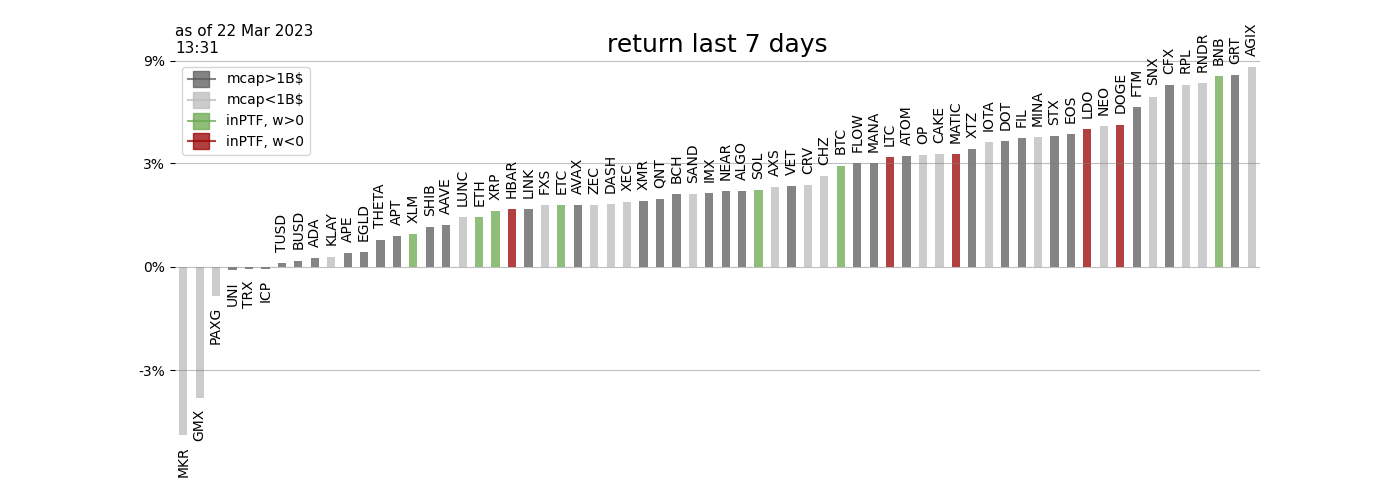 as of 22 Mar 2023
13:31
return last 7 days
9%
3%
0%
-3%
mcap>1B$
mcap<1B$
inPTF, w>0
inPTF, w<0
MKR
GMX
PAXG
UNI
TRX
ICP
TUSD
BUSD
ADA
KLAY
APE
EGLD
THETA
APT
XLM
SHIB
AAVE
LUNC
ETH
XRP
HBAR
LINK
FXS
ETC
AVAX
ZEC
DASH
XEC
XMR
QNT
BCH
SAND
IMX
NEAR
ALGO
SOL
AXS
VET
CRV
CHZ
BTC
FLOW
MANA
LTC
ATOM
OP
CAKE
MATIC
XTZ
IOTA
DOT
FIL
MINA
STX
EOS
LDO
NEO
DOGE
FTM
SNX
CFX
RPL
RNDR
BNB
GRT
AGIX